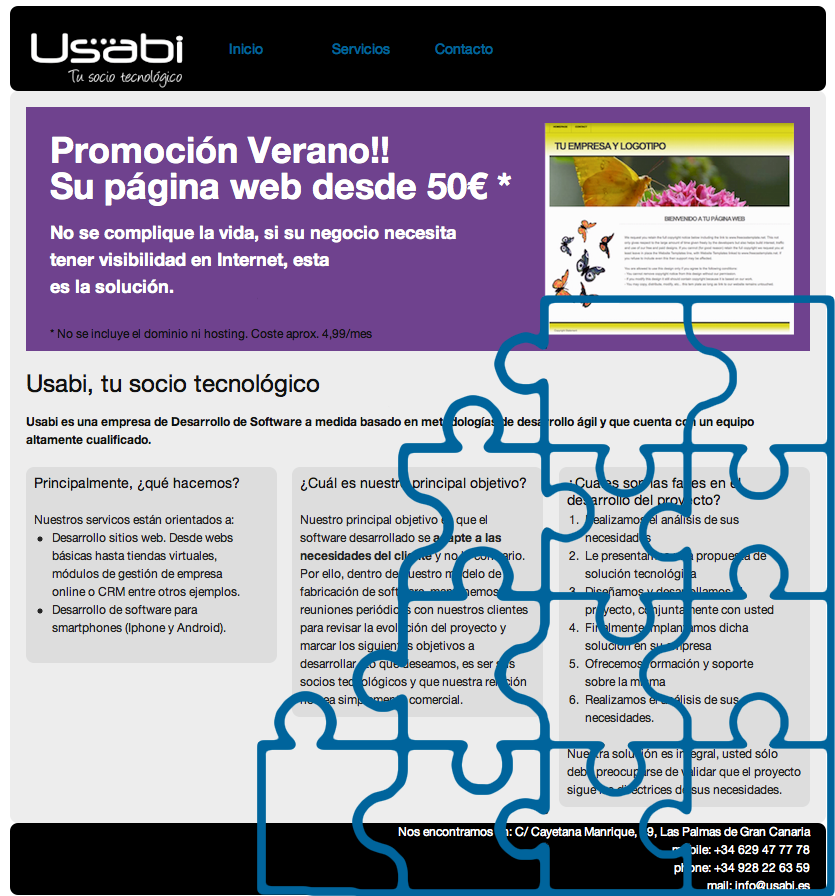 Usabi
Tu socio tecnológico
Inicio
Servicios
Contacto
Promoción Verano!!
Su página web desde 50€ *
No se complique la vida, si su negocio necesita
tener visibilidad en Internet, esta
es la solución.
* No se incluye el dominio ni hosting. Coste aprox. 4,99/mes
TU EMPRESA Y LOGOTIPO
BIENVENIDO A TU PÁGINA WEB
Usabi, tu socio tecnológico
Usabi es una empresa de Desarrollo de Software a medida basado en metodologías de desarrollo ágil y que cuenta con un equipo
altamente cualificado.
Principalmente, ¿qué hacemos?
Nuestros servicos están orientados a:
Desarrollo sitios web. Desde webs
básicas hasta tiendas virtuales,
módulos de gestión de empresa
online o CRM entre otros ejemplos.
Desarrollo de software para
smartphones (Iphone y Android).
¿Cuál es nuestro principal objetivo?
Nuestro principal objetivo es que el
software desarrollado se adapte a las
necesidades del cliente y no lo contrario.
Por ello, dentro de nuestro modelo de
fabricación de software, mantenemos
reuniones periódicas con nuestros clientes
para revisar la evolución del proyecto y
marcar los siguientes objetivos a
desarrollar. Lo que deseamos, es ser sus
socios tecnológicos y que nuestra relación
no sea simplemente comercial.
¿Cuales son las fases en el
desarrollo del proyecto?
1. Realizamos el análisis de sus
necesidades
2. Le presentamos una propuesta de
solución tecnológica
3. Diseñamos y desarrollamos
proyecto, conjuntamente con usted
4. Finalmente implantamos dicha
solución en su empresa
5. Ofrecemos formación y soporte
sobre la misma
6. Realizamos el análisis de sus
necesidades.
Nuestra solución es integral, usted sólo
debe preocuparse de validar que el proyecto
sigue las directrices de sus necesidades.
Nos encontramos en: C/ Cayetana Manrique, Las Palmas de Gran Canaria
mobile: +34 629 47 77 78
phone: +34 928 22 63 59
mail: info@usabi.es